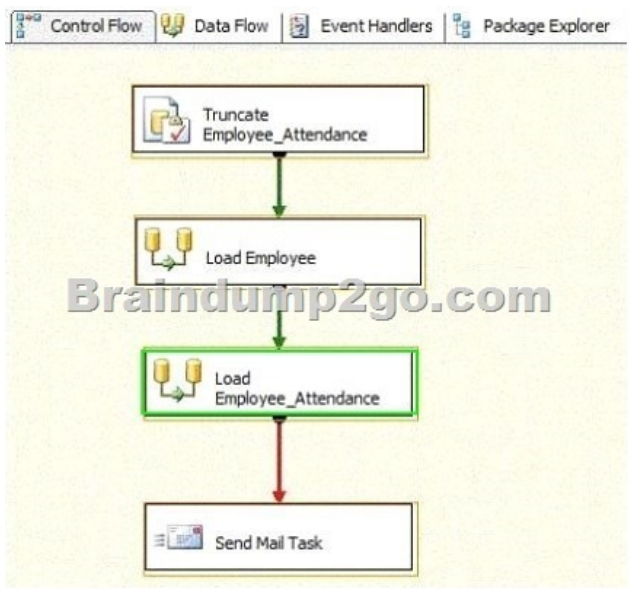 Control Flow
Data Flow
Event Handlers
Package Explorer
Truncate
Employee_Attendance
Load Employee
Braindump2go.com
Load
Employee_Attendance
Send Mail Task